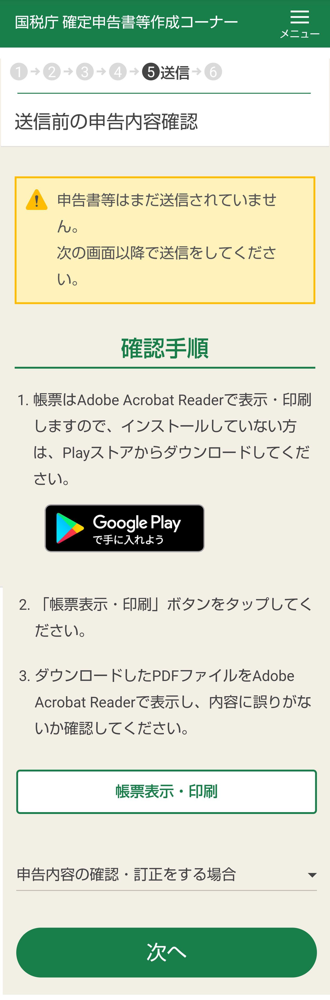 国税庁 確定申告書等作成コーナー
メニュー
1 → 2 → 3 → 4 → 5 送信 → 6
送信前の申告内容確認
申告書等はまだ送信されていませ
ん。
次の画面以降で送信をしてくださ
い。
確認手順
1. 帳票はAdobe Acrobat Readerで表示・印刷
しますので、インストールしていない方
は、Playストアからダウンロードしてくだ
さい。
Google Play
で手に入れよう
2. 「帳票表示・印刷」ボタンをタップしてく
ださい。
3. ダウンロードしたPDFファイルをAdobe
Acrobat Readerで表示し、内容に誤りがな
いか確認してください。
帳票表示・印刷
申告内容の確認・訂正をする場合
次へ